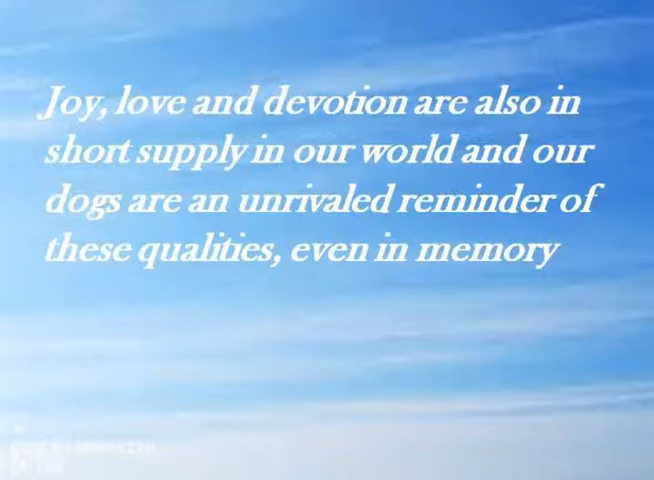 Joy, love and devotion are also in
short supply in our world and our
dogs are an unrivaled reminder of
these qualities, even in memory